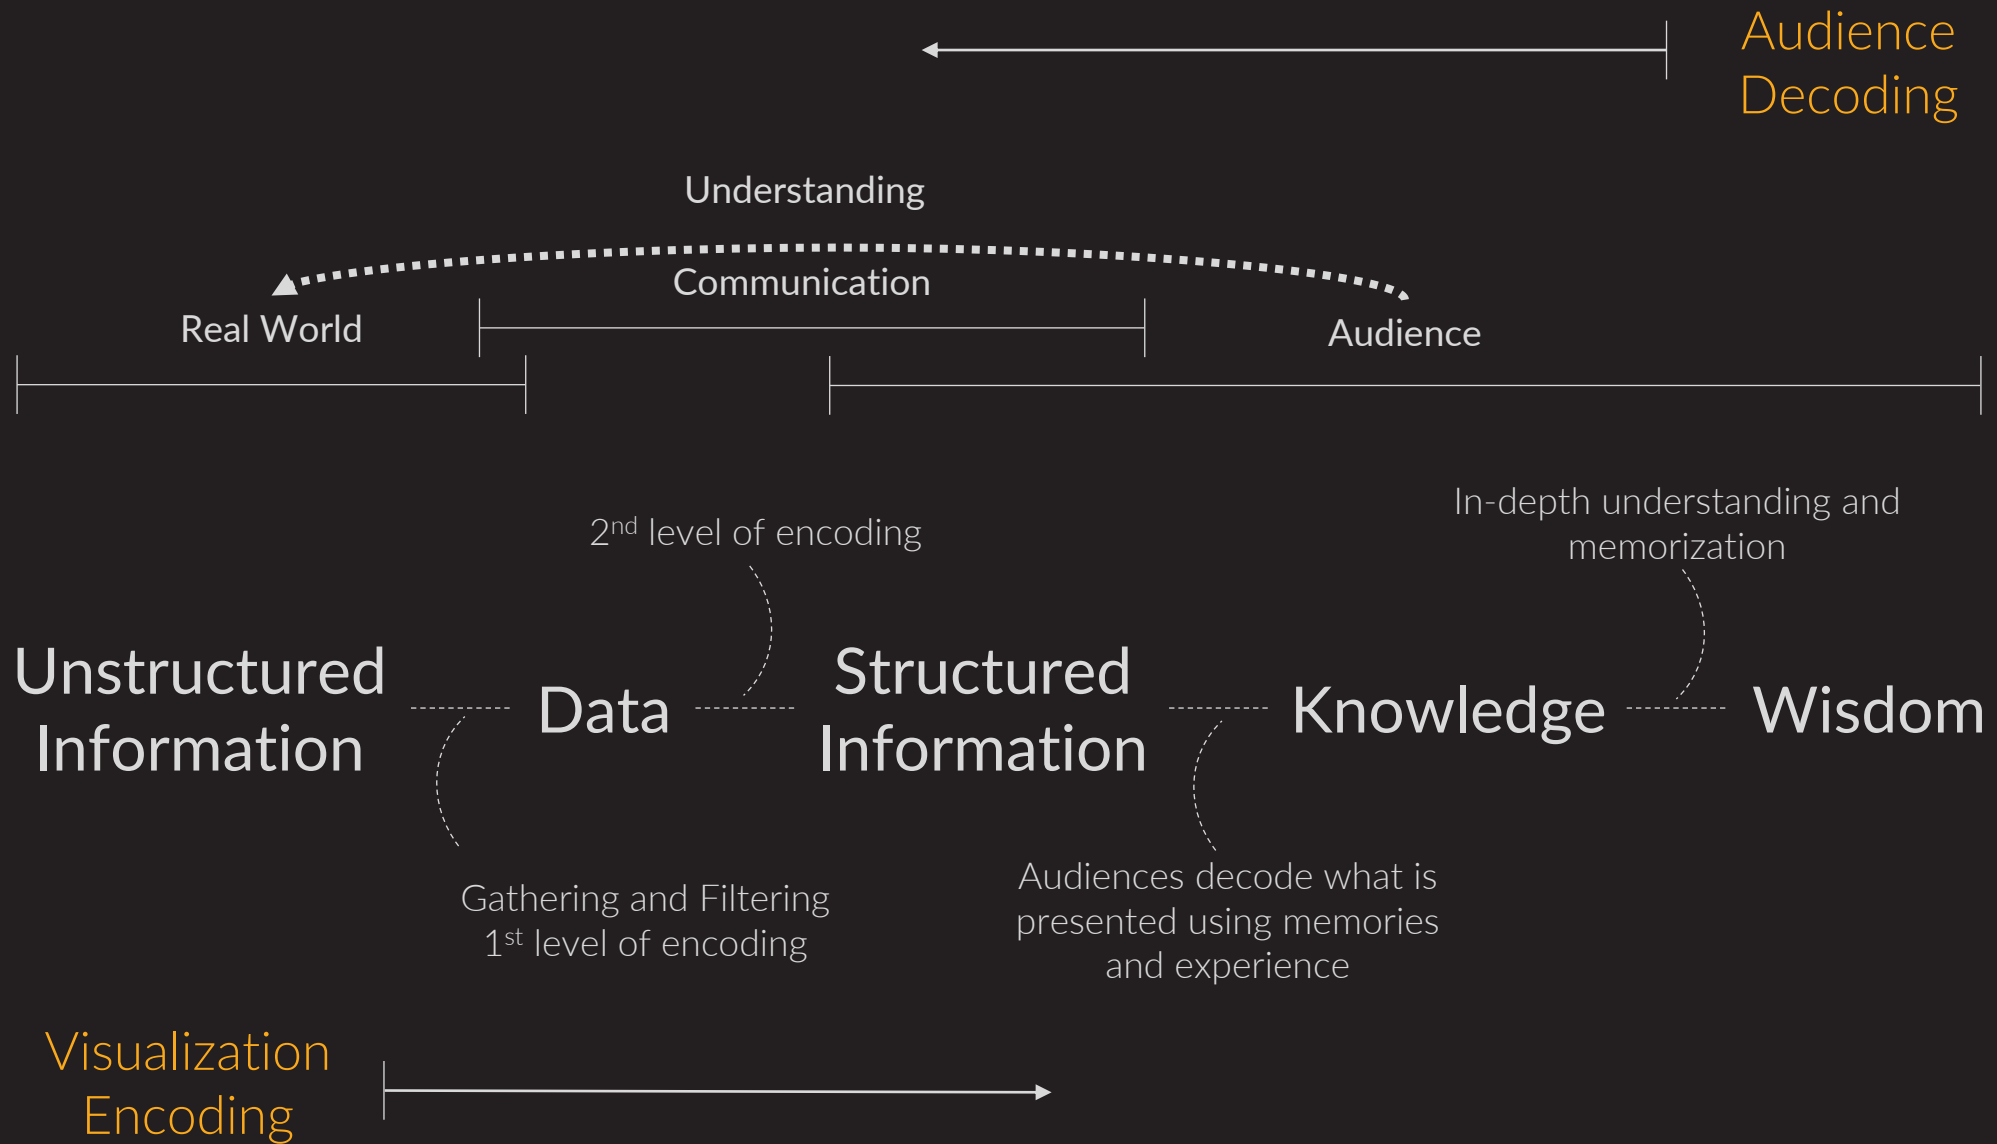 Audience
Decoding
Understanding
Communication
Real World
Audience
In-depth understanding and
memorization
2nd level of encoding
Unstructured
Information
Data
Structured
Information
Knowledge
Wisdom
Gathering and Filtering
1st level of encoding
Audiences decode what is
presented using memories
and experience
Visualization
Encoding